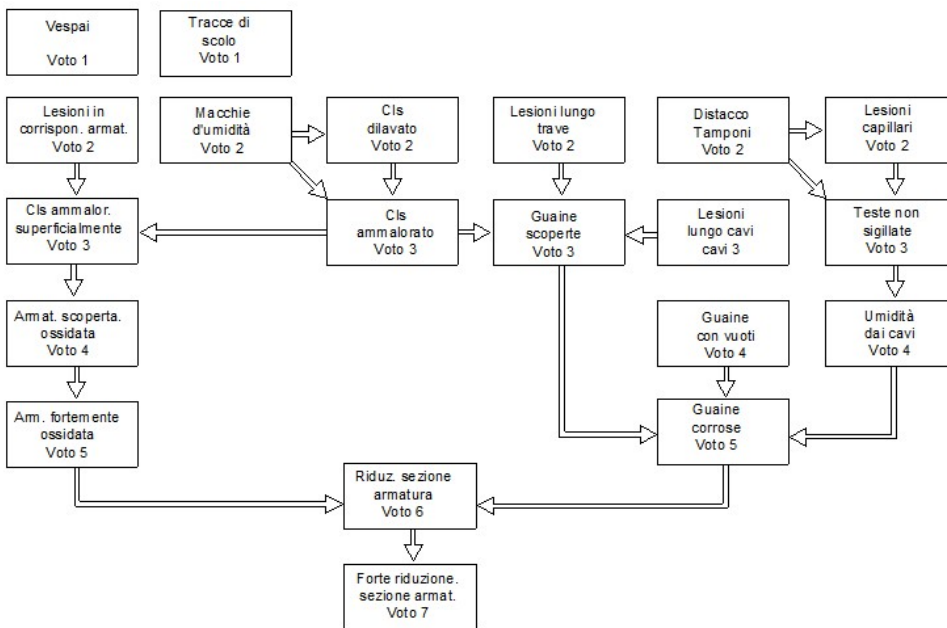 Vespai
Voto 1
Tracce di
scolo
Voto 1
Lesioni in
corrispon. armat.
Voto 2
Macchie
d'umidità
Voto 2
Cls
dilavato
Voto 2
Lesioni lungo
trave
Voto 2
Distacco
Tamponi
Voto 2
Lesioni
capillari
Voto 2
Cls ammalor.
superficialmente
Voto 3
Cls
ammalorato
Voto 3
Guaine
scoperte
Voto 3
Lesioni
lungo cavi
cavi 3
Teste non
sigillate
Voto 3
Armat. scoperta.
ossidata
Voto 4
Guaine
con vuoti
Voto 4
Umidità
dai cavi
Voto 4
Arm. fortemente
ossidata
Voto 5
Guaine
corrose
Voto 5
Riduz. sezione
armatura
Voto 6
Forte riduzione.
sezione armat.
Voto 7